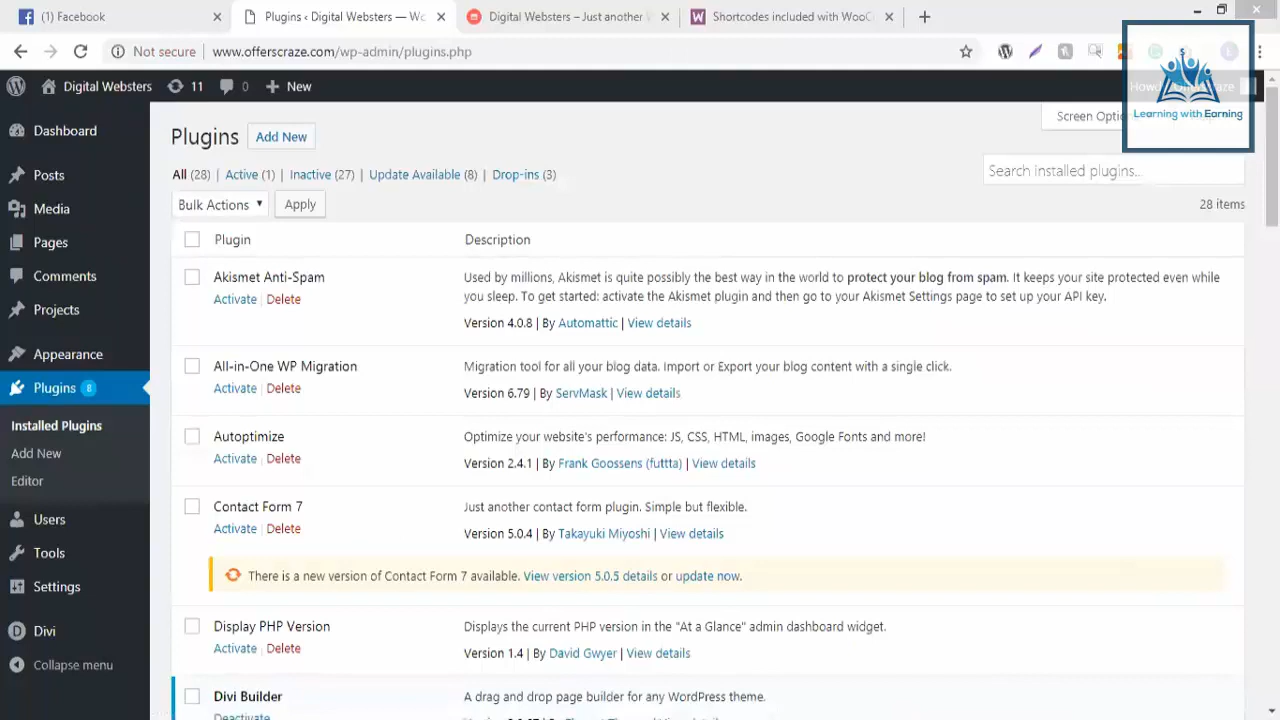 (1) Facebook
Plugins ‹ Digital Websters — Wo
Digital Websters – Just another
Shortcodes included with WooC
Not secure
www.offerscraze.com/wp-admin/plugins.php
Digital Websters
11
0
New
Learning with Earning
Dashboard
Posts
Media
Pages
Comments
Projects
Appearance
Plugins 8
Installed Plugins
Add New
Editor
Users
Tools
Settings
Divi
Collapse menu
Plugins Add New
Screen Optio
All (28) | Active (1) | Inactive (27) | Update Available (8) | Drop-ins (3)
Search installed plugins...
Bulk Actions Apply
28 items
Plugin Description
Akismet Anti-Spam
Activate | Delete
Used by millions, Akismet is quite possibly the best way in the world to protect your blog from spam. It keeps your site protected even while
you sleep. To get started: activate the Akismet plugin and then go to your Akismet Settings page to set up your API key.
Version 4.0.8 | By Automattic | View details
All-in-One WP Migration
Activate | Delete
Migration tool for all your blog data. Import or Export your blog content with a single click.
Version 6.79 | By ServMask | View details
Autoptimize
Activate | Delete
Optimize your website's performance: JS, CSS, HTML, images, Google Fonts and more!
Version 2.4.1 | By Frank Goossens (futtta) | View details
Contact Form 7
Activate | Delete
Just another contact form plugin. Simple but flexible.
Version 5.0.4 | By Takayuki Miyoshi | View details
There is a new version of Contact Form 7 available. View version 5.0.5 details or update now.
Display PHP Version
Activate | Delete
Displays the current PHP version in the "At a Glance" admin dashboard widget.
Version 1.4 | By David Gwyer | View details
Divi Builder
Deactivate
A drag and drop page builder for any WordPress theme.